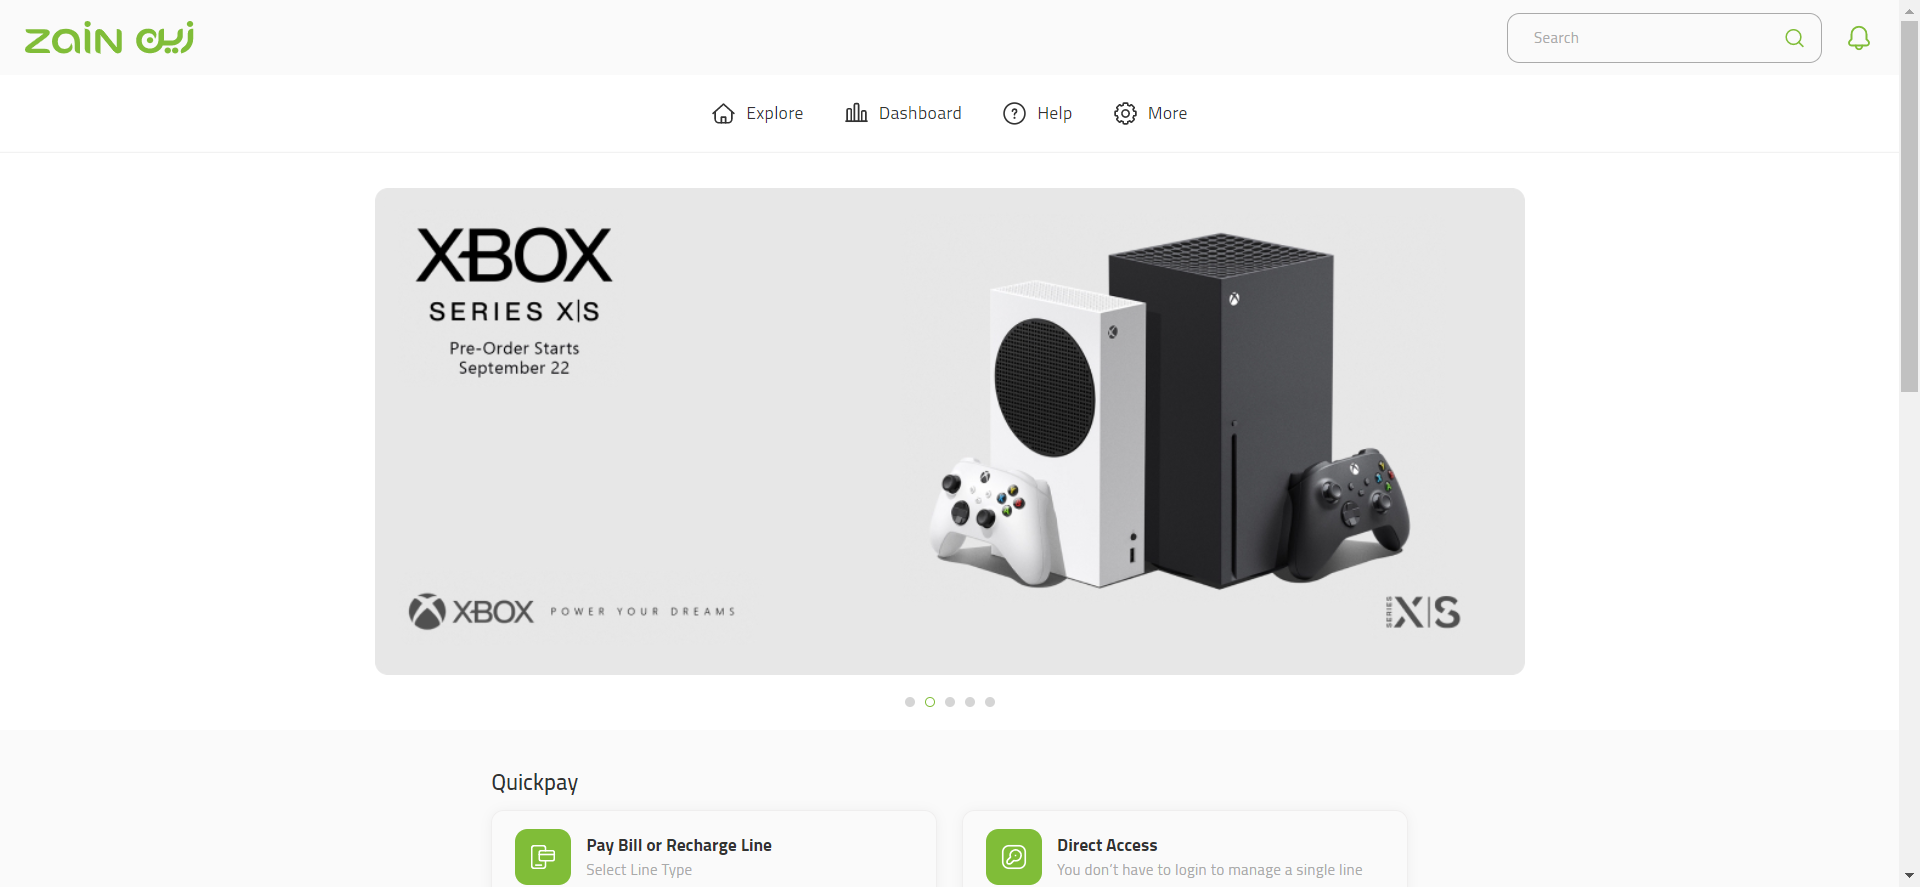 zain زين
Search
Explore
Dashboard
Help
More
XBOX
SERIES X|S
Pre-Order Starts
September 22
XBOX POWER YOUR DREAMS
SERIES X|S
Quickpay
Pay Bill or Recharge Line
Select Line Type
Direct Access
You don't have to login to manage a single line